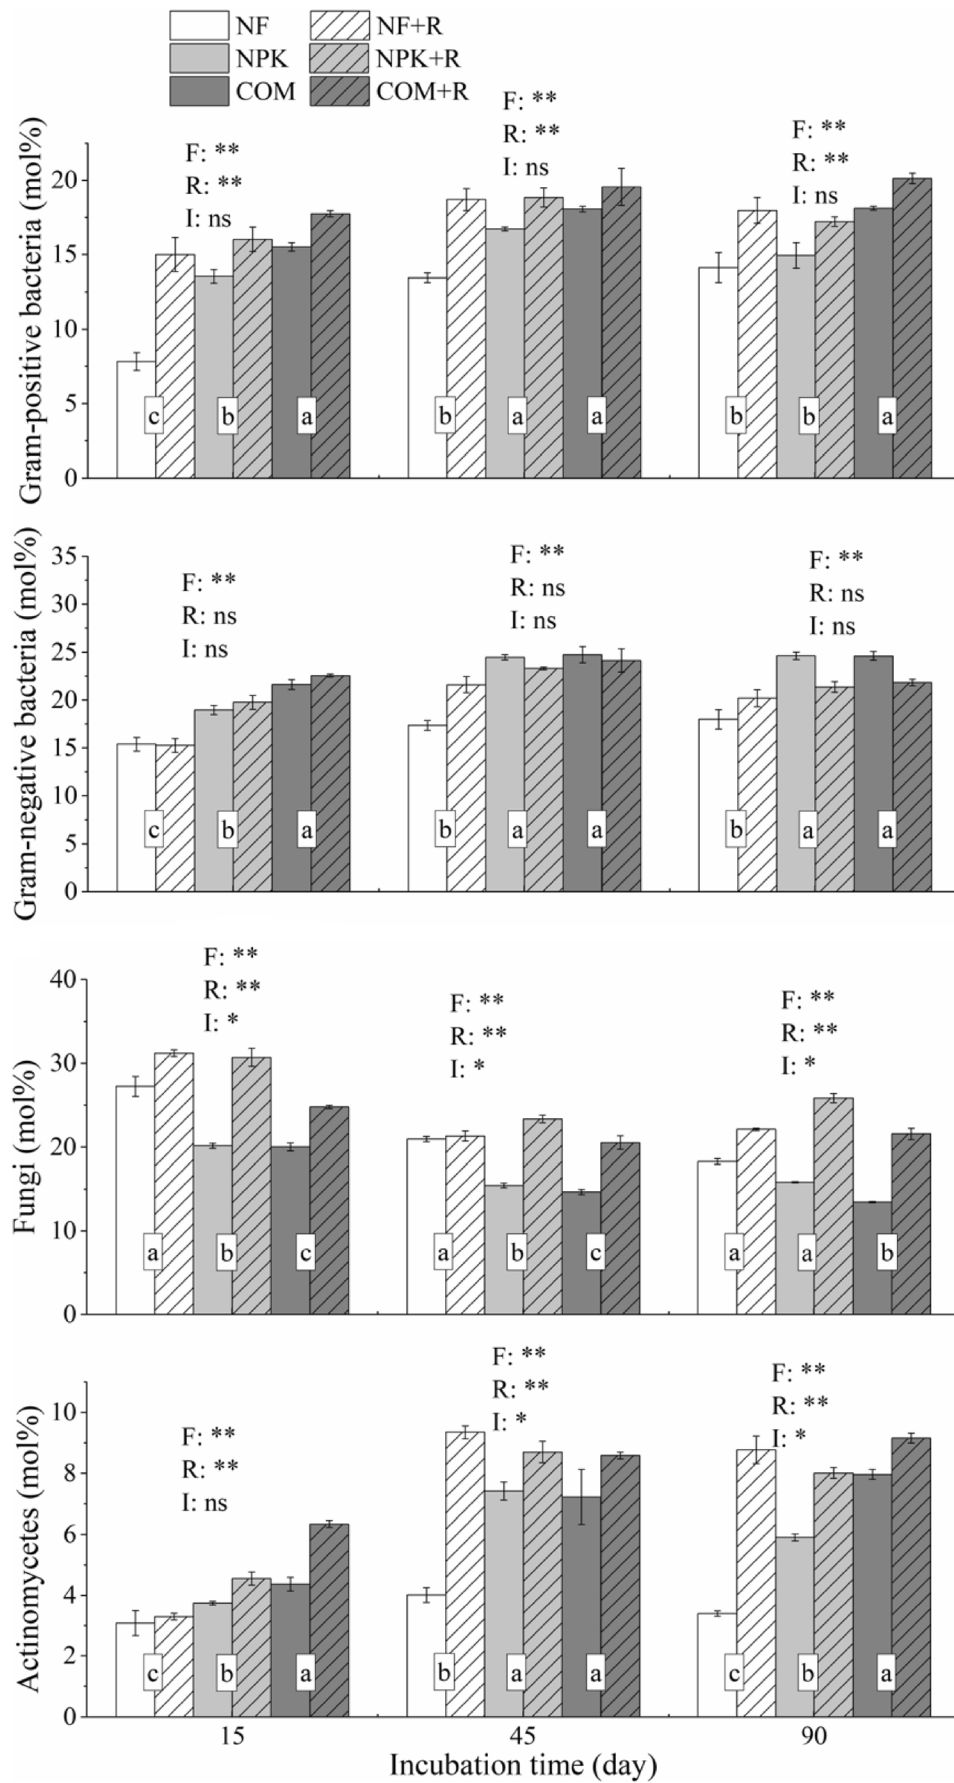 NF NF+R
NPK NPK+R
COM COM+R
Gram-positive bacteria (mol%)
20
15
10
5
0
F: **
R: **
I: ns
F: **
R: **
I: ns
F: **
R: **
I: ns
c b a b a a b b a
Gram-negative bacteria (mol%)
35
30
25
20
15
10
5
0
F: **
R: ns
I: ns
F: **
R: ns
I: ns
F: **
R: ns
I: ns
c b a b a a b a a
Fungi (mol%)
40
30
20
10
0
F: **
R: **
I: *
F: **
R: **
I: *
F: **
R: **
I: *
a b c a b c a a b
Actinomycetes (mol%)
10
8
6
4
2
0
F: **
R: **
I: ns
F: **
R: **
I: *
F: **
R: **
I: *
c b a b a a c b a
15 45 90
Incubation time (day)